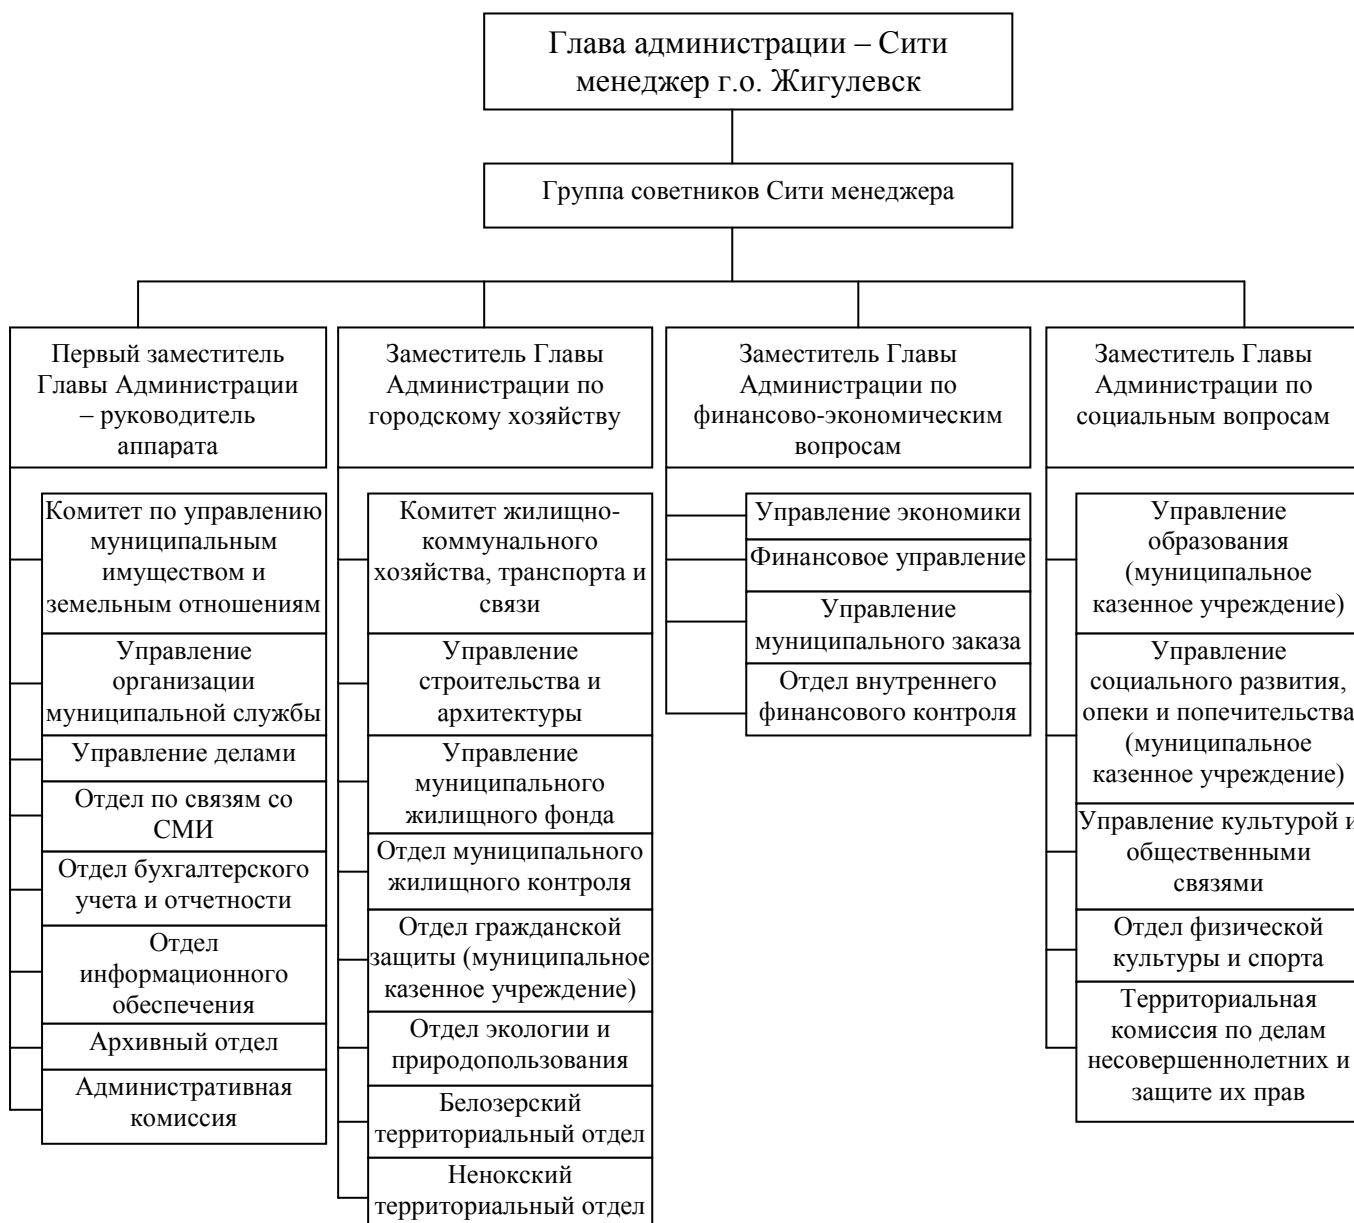 Глава администрации – Сити
менеджер г.о. Жигулевск
Группа советников Сити менеджера
Первый заместитель
Главы Администрации
– руководитель
аппарата
Комитет по управлению
муниципальным
имуществом и
земельным отношениям
Управление
организации
муниципальной службы
Управление делами
Отдел по связям со
СМИ
Отдел бухгалтерского
учета и отчетности
Отдел
информационного
обеспечения
Архивный отдел
Административная
комиссия
Заместитель Главы
Администрации по
городскому хозяйству
Комитет жилищно-
коммунального
хозяйства, транспорта и
связи
Управление
строительства и
архитектуры
Управление
муниципального
жилищного фонда
Отдел муниципального
жилищного контроля
Отдел гражданской
защиты (муниципальное
казенное учреждение)
Отдел экологии и
природопользования
Белозерский
территориальный отдел
Ненокский
территориальный отдел
Заместитель Главы
Администрации по
финансово-экономическим
вопросам
Управление экономики
Финансовое управление
Управление
муниципального заказа
Отдел внутреннего
финансового контроля
Заместитель Главы
Администрации по
социальным вопросам
Управление
образования
(муниципальное
казенное учреждение)
Управление
социального развития,
опеки и попечительства
(муниципальное
казенное учреждение)
Управление культурой и
общественными
связями
Отдел физической
культуры и спорта
Территориальная
комиссия по делам
несовершеннолетних и
защите их прав